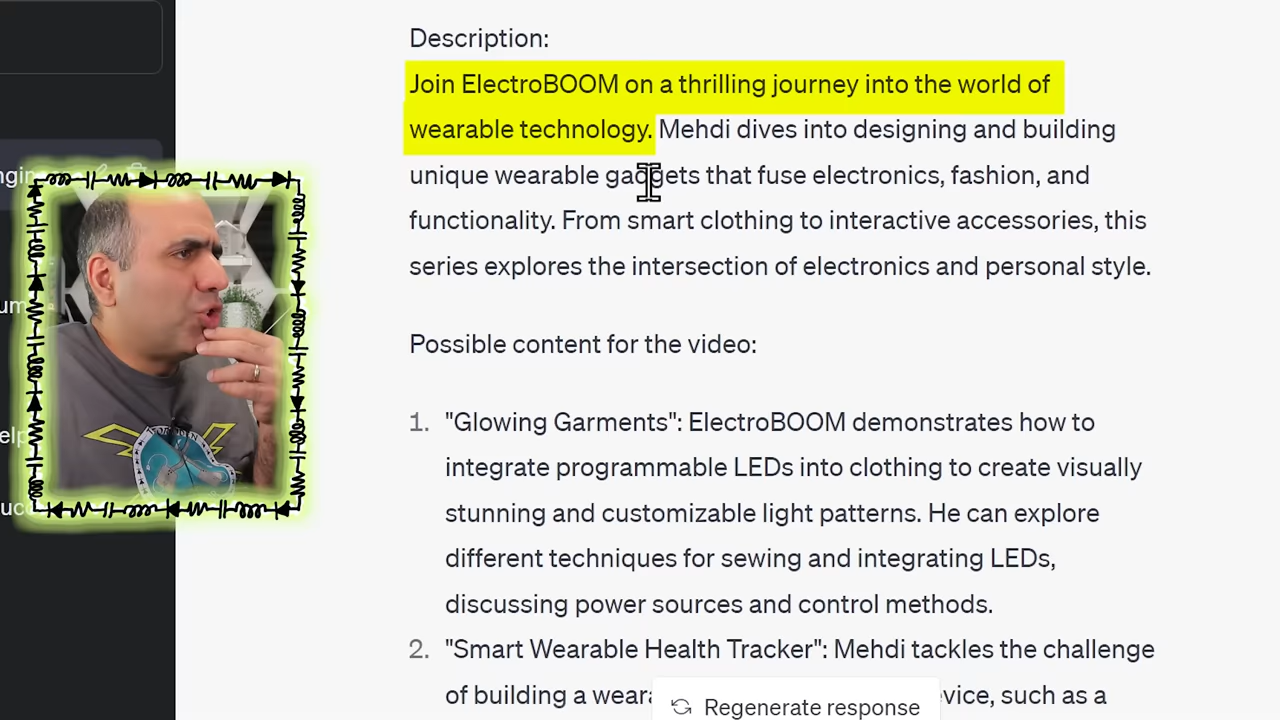 Description:
Join ElectroBOOM on a thrilling journey into the world of
wearable technology. Mehdi dives into designing and building
unique wearable gadgets that fuse electronics, fashion, and
functionality. From smart clothing to interactive accessories, this
series explores the intersection of electronics and personal style.
Possible content for the video:
1. "Glowing Garments": ElectroBOOM demonstrates how to
integrate programmable LEDs into clothing to create visually
stunning and customizable light patterns. He can explore
different techniques for sewing and integrating LEDs,
discussing power sources and control methods.
2. "Smart Wearable Health Tracker": Mehdi tackles the challenge
of building a wear vice, such as a
Regenerate response